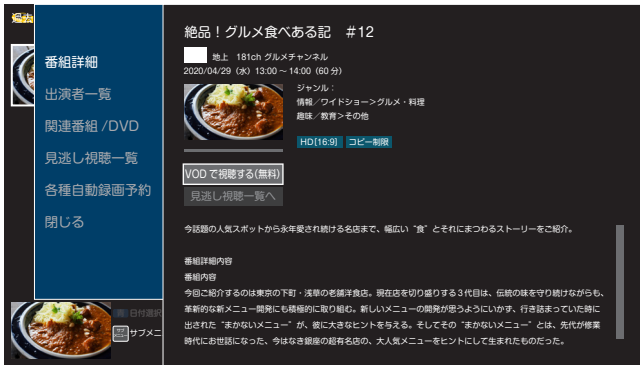 絶品！グルメ食べある記　#12
地上　181ch グルメチャンネル
2020/04/29（水）13:00～14:00（60分）
ジャンル：
情報／ワイドショー＞グルメ・料理
趣味／教育＞その他
HD[16:9]　コピー制限
番組詳細
出演者一覧
関連番組 /DVD
見逃し視聴一覧
各種自動録画予約
閉じる
VODで視聴する(無料)
見逃し視聴一覧へ
今話題の人気スポットから永年愛され続ける名店まで、幅広い“食”とそれにまつわるストーリーをご紹介。
番組詳細内容
番組内容
今回ご紹介するのは東京の下町・浅草の老舗洋食店。現在店を切り盛りする３代目は、伝統の味を守り続けながらも、
革新的な新メニュー開発にも積極的に取り組む。新しいメニューの開発が思うようにいかず、行き詰まっていた時に
出された“まかないメニュー”が、彼に大きなヒントを与える。そしてその“まかないメニュー”とは、先代が修業
時代にお世話になった、今はなき銀座の超有名店の、大人気メニューをヒントにして生まれたものだった。
青 日付選択
サブメニ